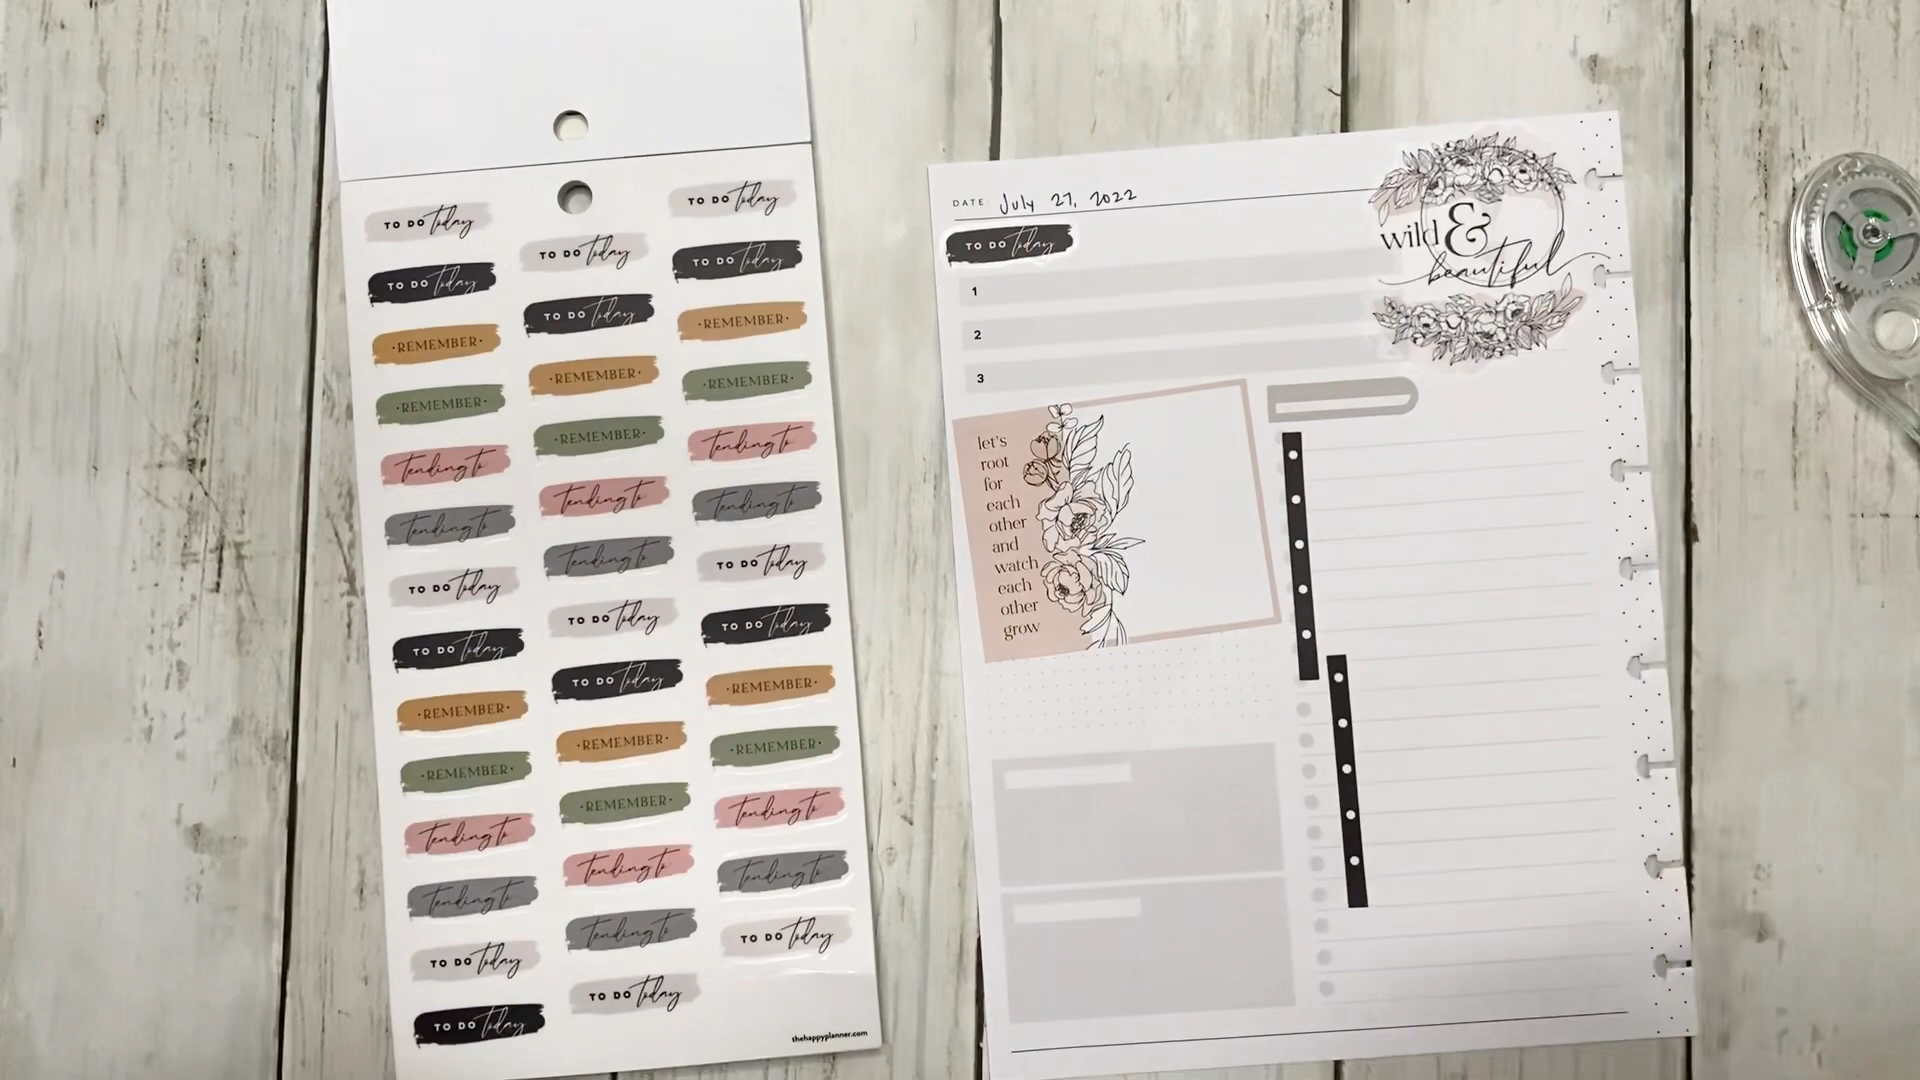 TO DO today
TO DO today
·REMEMBER·
·REMEMBER·
tending to
tending to
TO DO today
TO DO today
·REMEMBER·
·REMEMBER·
tending to
tending to
TO DO today
TO DO today
TO DO today
TO DO today
·REMEMBER·
·REMEMBER·
tending to
tending to
TO DO today
TO DO today
·REMEMBER·
·REMEMBER·
tending to
tending to
TO DO today
TO DO today
TO DO today
·REMEMBER·
·REMEMBER·
tending to
tending to
TO DO today
TO DO today
·REMEMBER·
·REMEMBER·
tending to
tending to
TO DO today
thehappyplanner.com
DATE July 27, 2022
TO DO today
wild &
beautiful
1
2
3
let's
root
for
each
other
and
watch
each
other
grow